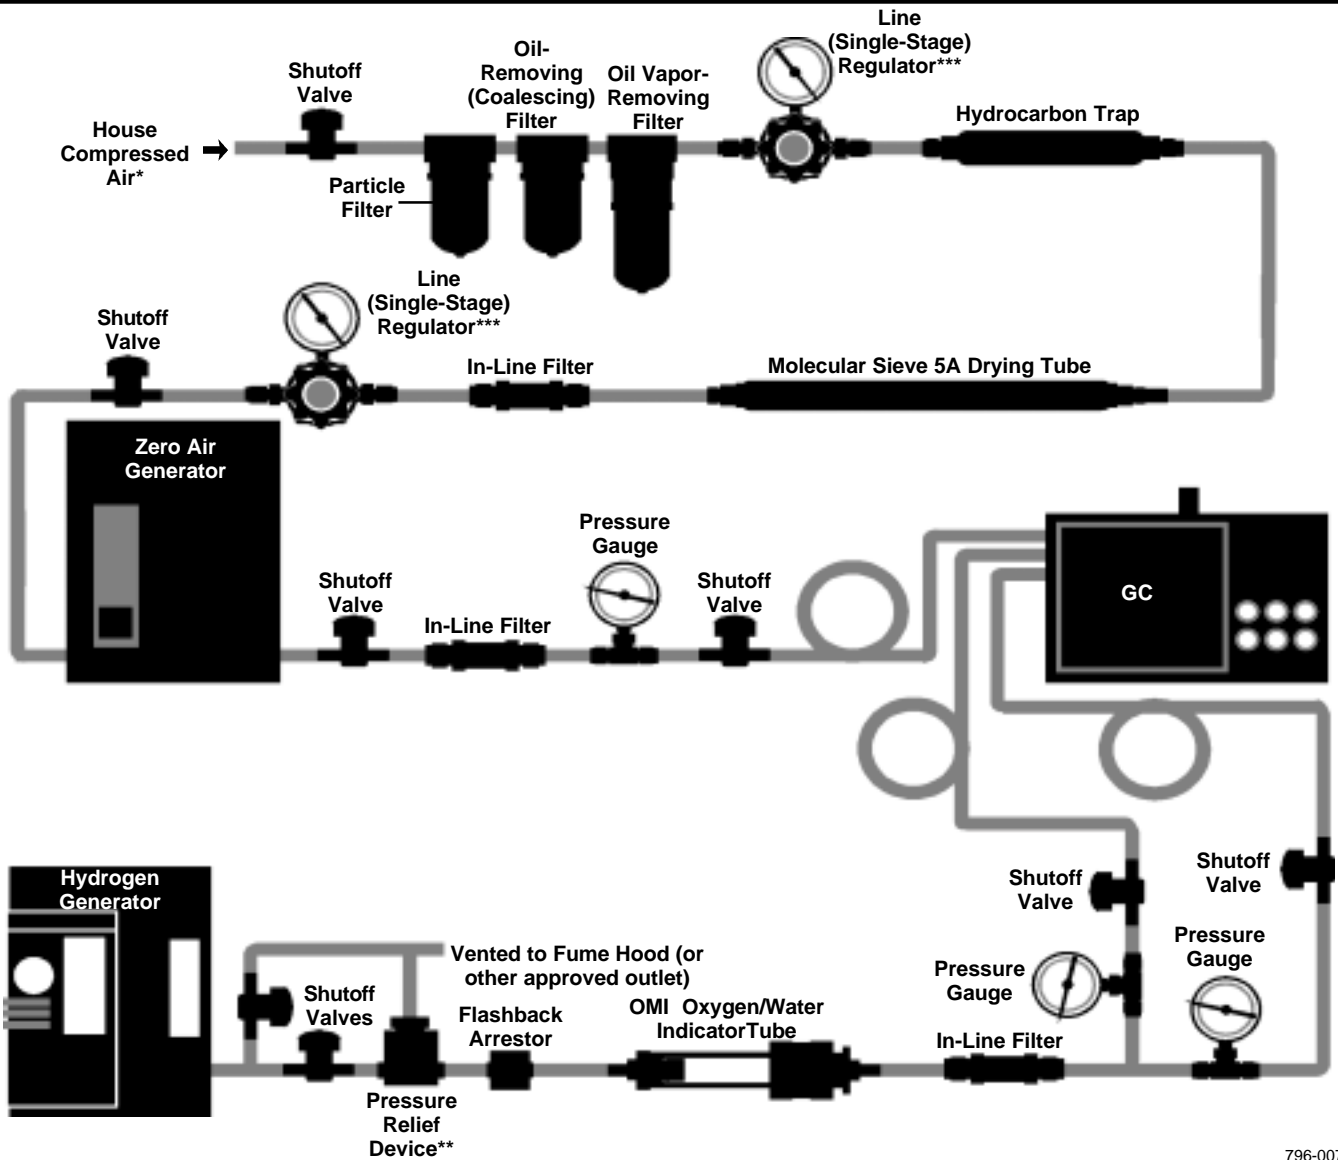 Line
(Single-Stage)
Regulator***
Oil-
Removing
(Coalescing)
Filter
Oil Vapor-
Removing
Filter
Shutoff
Valve
Hydrocarbon Trap
House
Compressed
Air*
Particle
Filter
Line
(Single-Stage)
Regulator***
Shutoff
Valve
In-Line Filter
Molecular Sieve 5A Drying Tube
Zero Air
Generator
Pressure
Gauge
Shutoff
Valve
Shutoff
Valve
In-Line Filter
GC
Hydrogen
Generator
Shutoff
Valve
Shutoff
Valve
Vented to Fume Hood (or
other approved outlet)
Pressure
Gauge
Pressure
Gauge
Shutoff
Valves
Flashback
Arrestor
OMI Oxygen/Water
IndicatorTube
In-Line Filter
Pressure
Relief
Device**
796-007